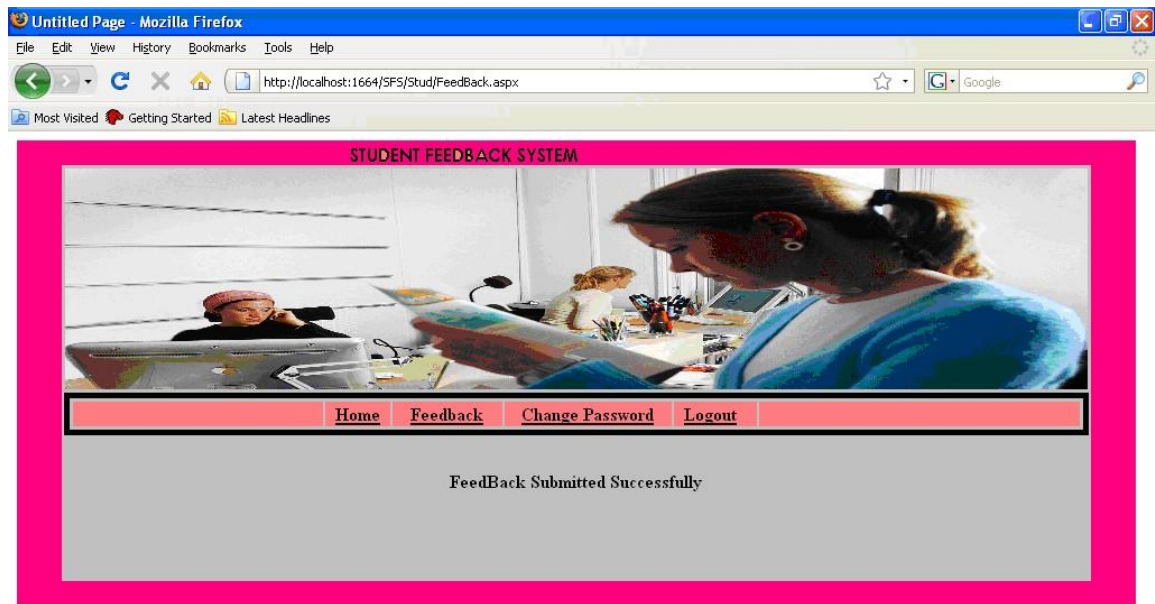 Untitled Page - Mozilla Firefox
File Edit View History Bookmarks Tools Help
http://localhost:1664/SFS/Stud/FeedBack.aspx
G Google
Most Visited Getting Started Latest Headlines
STUDENT FEEDBACK SYSTEM
Home Feedback Change Password Logout
FeedBack Submitted Successfully